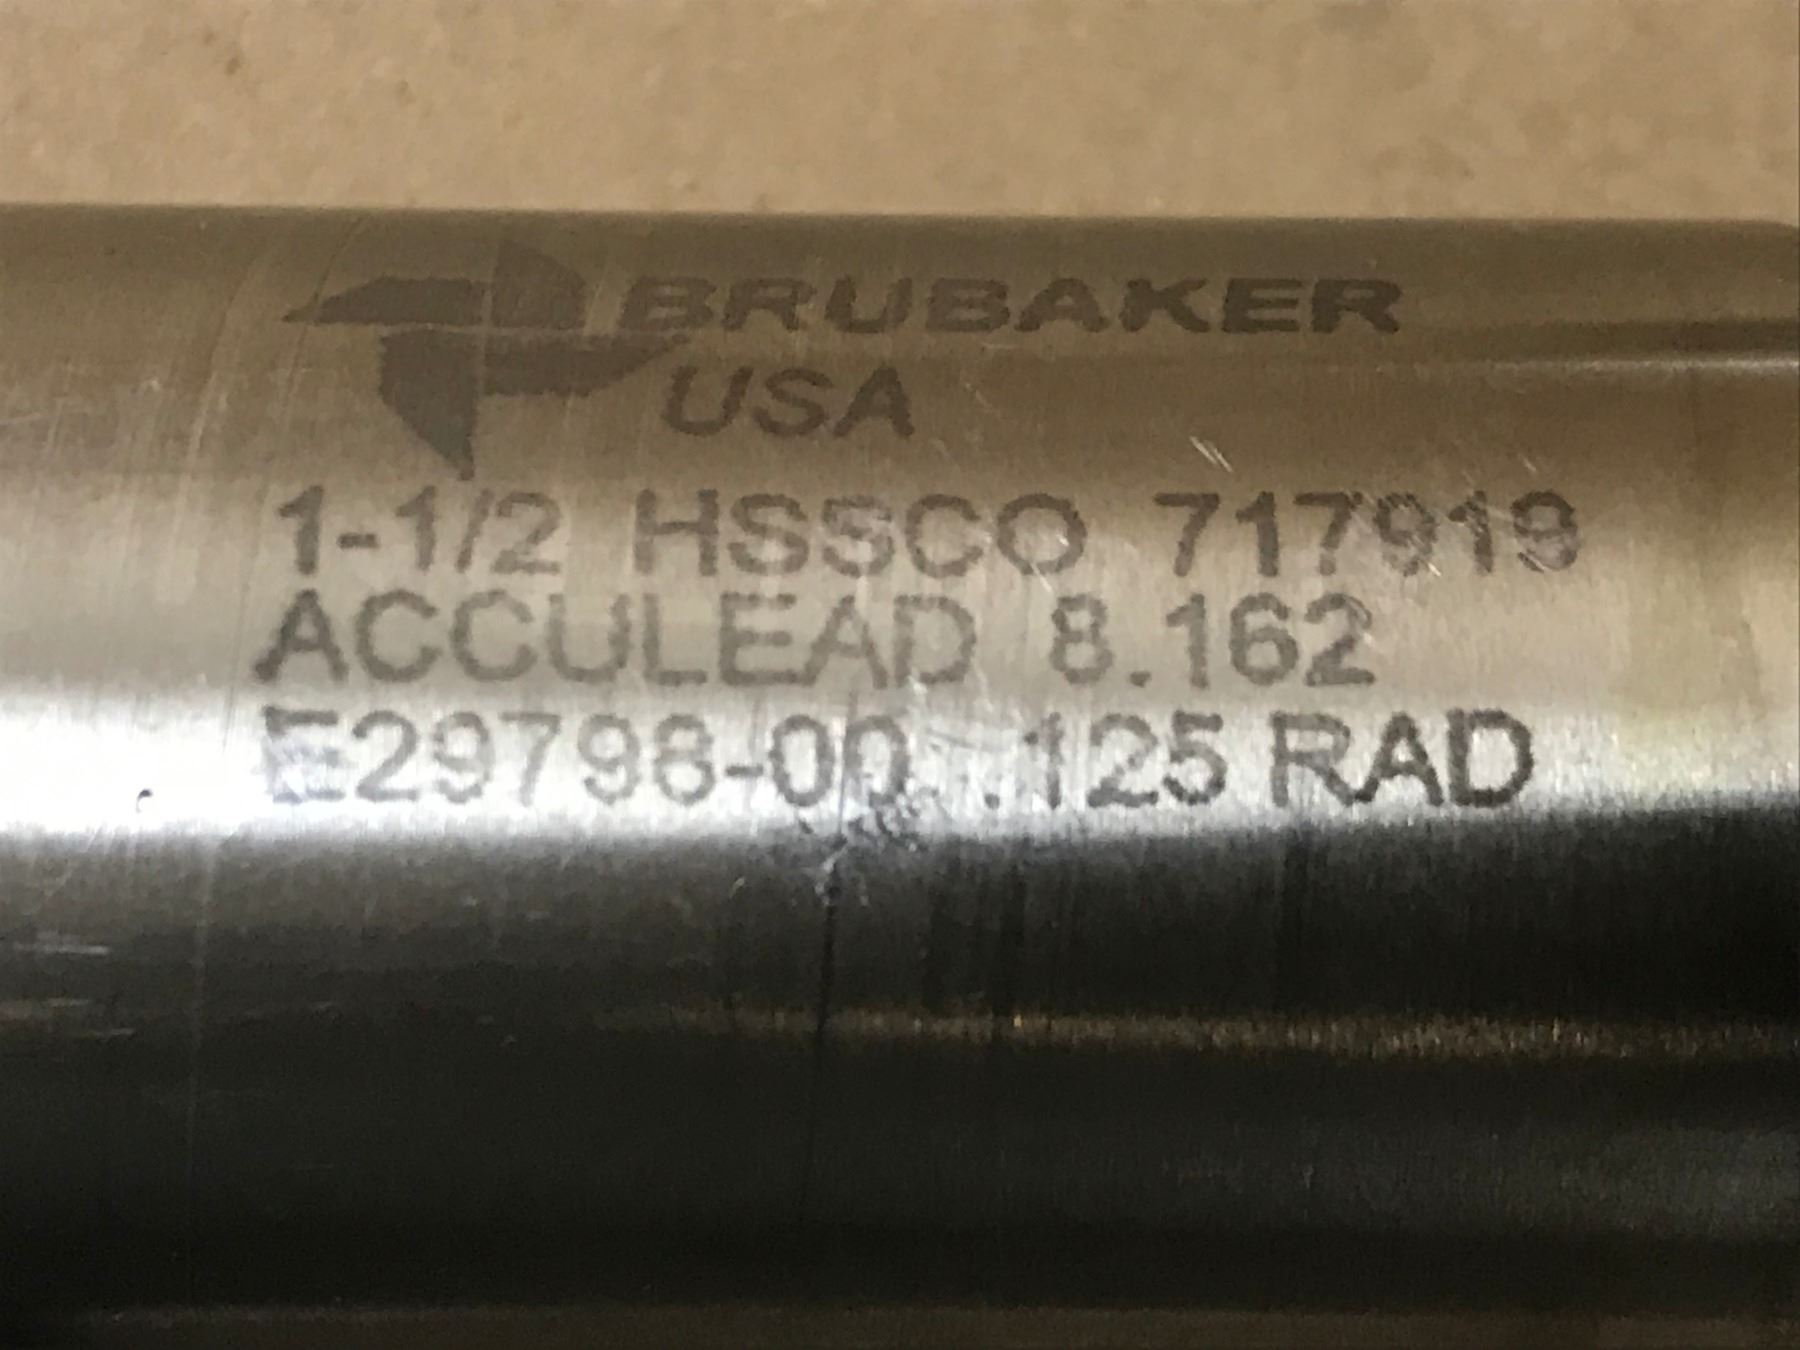 BRUBAKER
USA
1-1/2 HSSCO 717919
ACCULEAD 8.162
E29798-00 .125 RAD